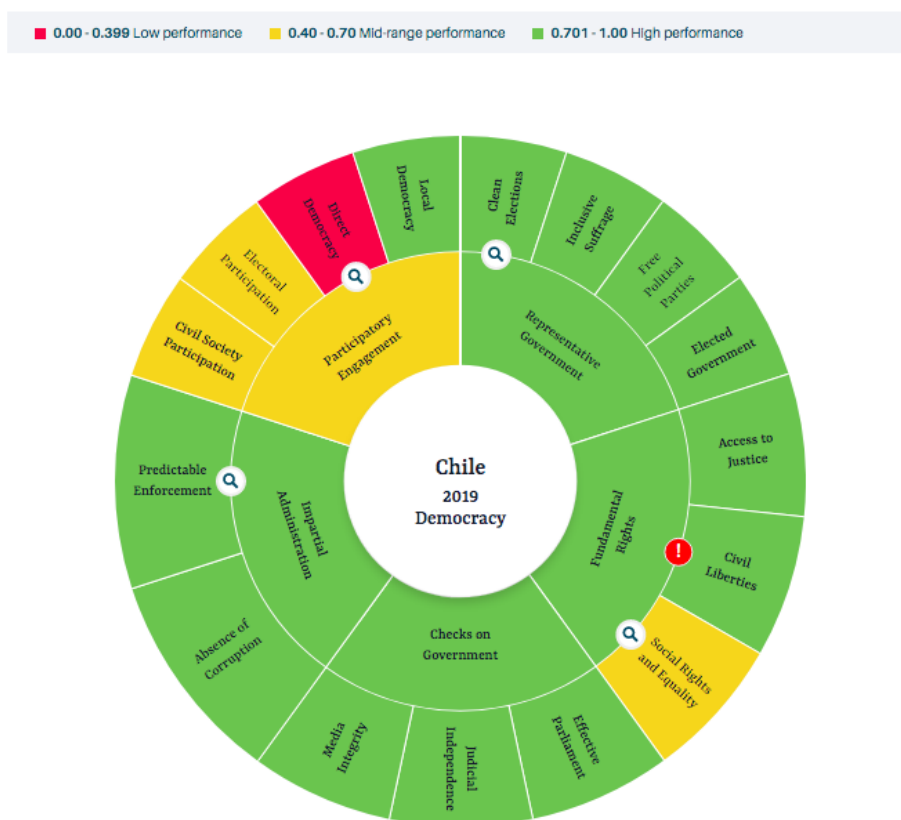 0.00 - 0.399 Low performance
0.40 - 0.70 Mid-range performance
0.701 - 1.00 High performance
Local
Democracy
Clean
Elections
Direct
Democracy
Inclusive
Suffrage
Electoral
Participation
Free
Political
Parties
Civil Society
Participation
Participatory
Engagement
Representative
Government
Elected
Government
Access to
Justice
Predictable
Enforcement
Chile
2019
Democracy
Impartial
Administration
Fundamental
Rights
!
Civil
Liberties
Absence of
Corruption
Checks on
Government
Social Rights
and Equality
Media
Integrity
Judicial
Independence
Effective
Parliament